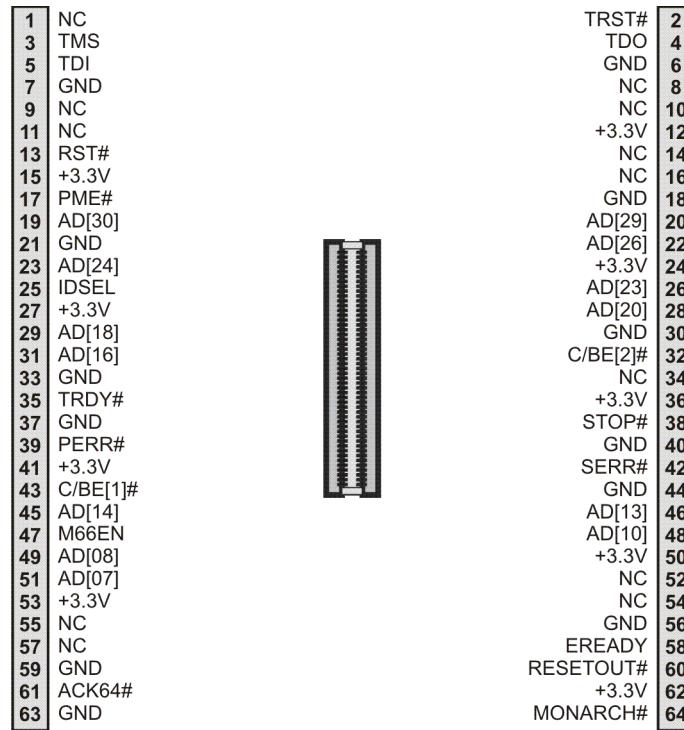 1 NC TRST# 2
3 TMS TDO 4
5 TDI GND 6
7 GND NC 8
9 NC NC 10
11 NC +3.3V 12
13 RST# NC 14
15 +3.3V NC 16
17 PME# GND 18
19 AD[30] AD[29] 20
21 GND AD[26] 22
23 AD[24] +3.3V 24
25 IDSEL AD[23] 26
27 +3.3V AD[20] 28
29 AD[18] GND 30
31 AD[16] C/BE[2]# 32
33 GND NC 34
35 TRDY# +3.3V 36
37 GND STOP# 38
39 PERR# GND 40
41 +3.3V SERR# 42
43 C/BE[1]# GND 44
45 AD[14] AD[13] 46
47 M66EN AD[10] 48
49 AD[08] +3.3V 50
51 AD[07] NC 52
53 +3.3V NC 54
55 NC GND 56
57 NC EREADY 58
59 GND RESETOUT# 60
61 ACK64# +3.3V 62
63 GND MONARCH# 64